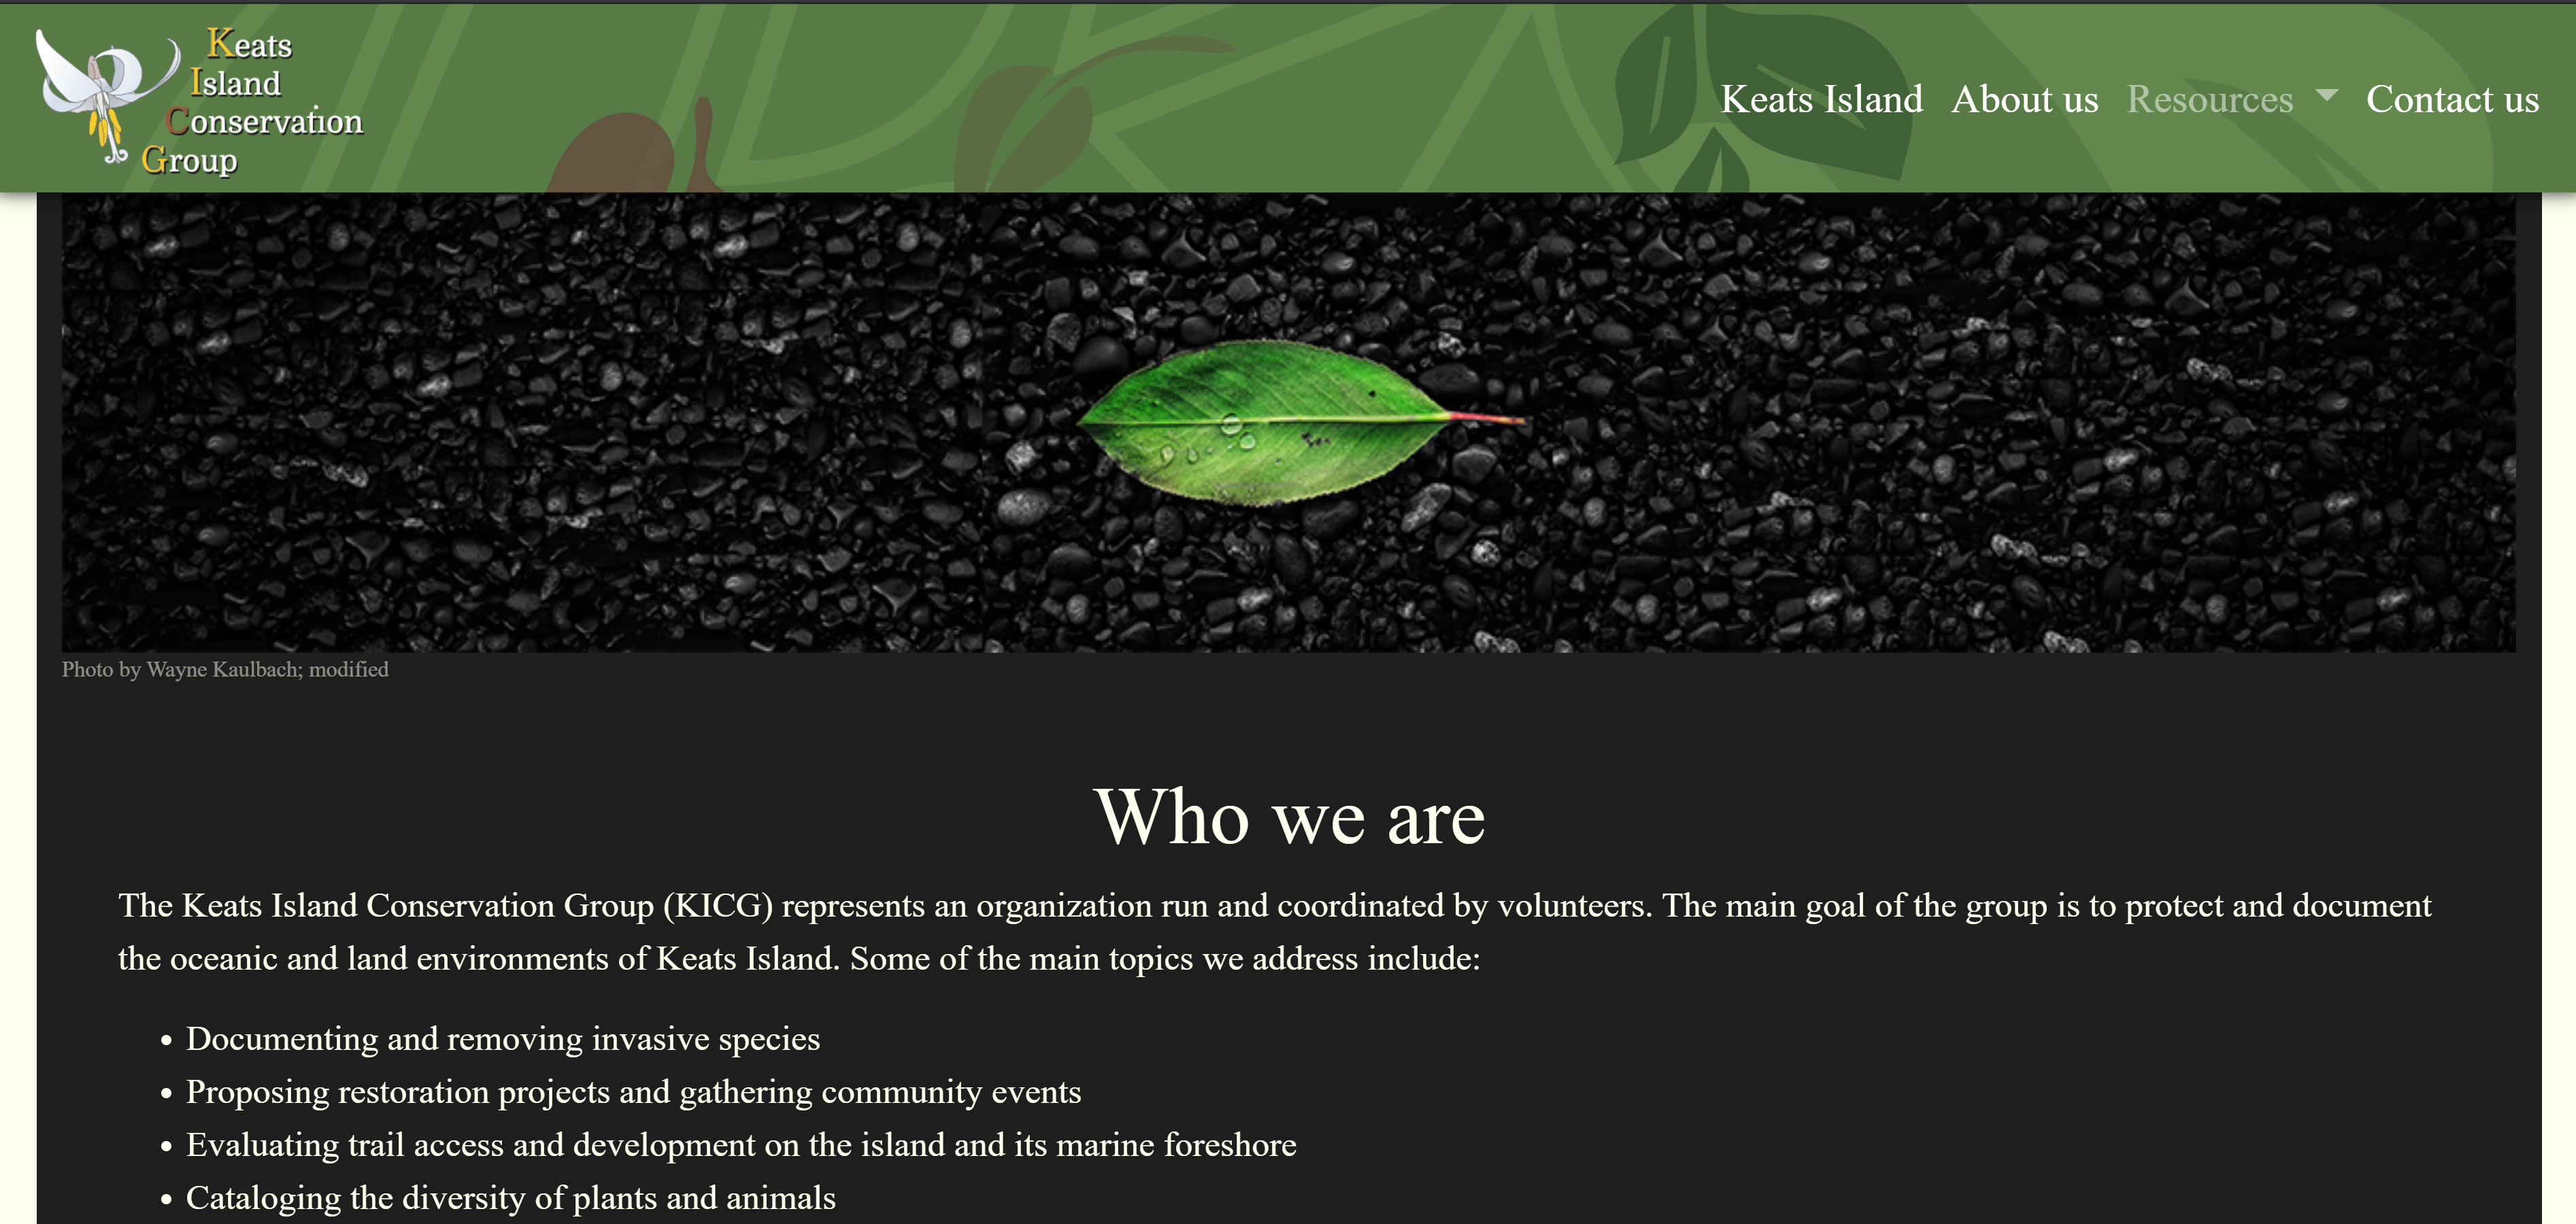 Keats
Island
Conservation
Group
Keats Island About us Resources Contact us
Photo by Wayne Kaulbach; modified
Who we are
The Keats Island Conservation Group (KICG) represents an organization run and coordinated by volunteers. The main goal of the group is to protect and document
the oceanic and land environments of Keats Island. Some of the main topics we address include:
• Documenting and removing invasive species
• Proposing restoration projects and gathering community events
• Evaluating trail access and development on the island and its marine foreshore
• Cataloging the diversity of plants and animals